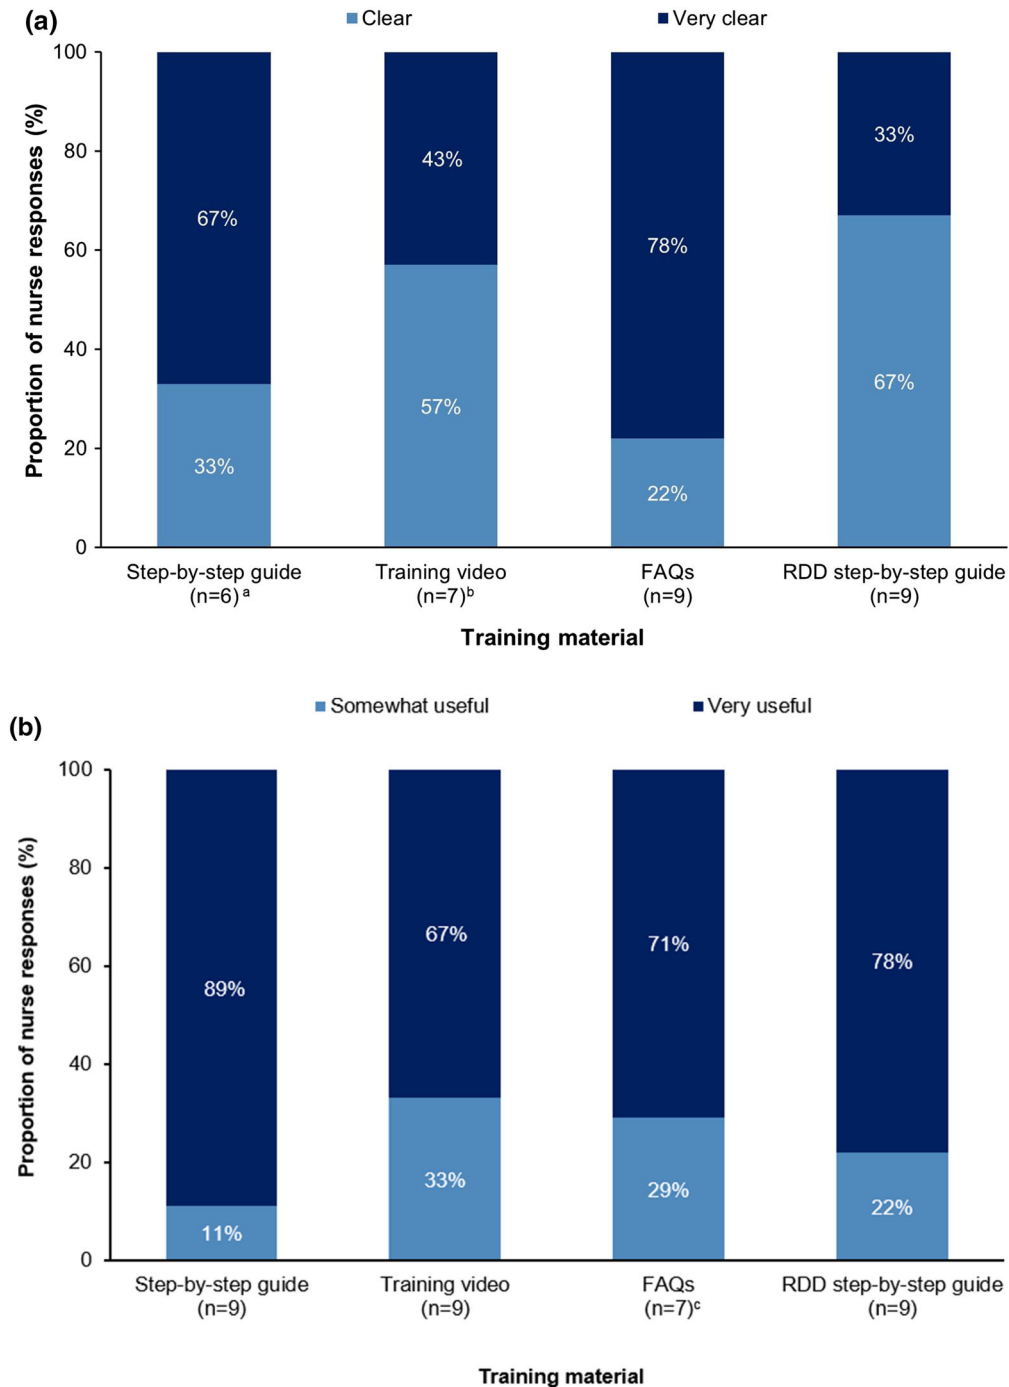 (a)
Clear Very clear
Proportion of nurse responses (%)
100
80
60
40
20
0
67% 43% 78% 33%
33% 57% 22% 67%
Step-by-step guide Training video FAQs RDD step-by-step guide
(n=6) a (n=7)b (n=9) (n=9)
Training material
(b)
Somewhat useful Very useful
Proportion of nurse responses (%)
100
80
60
40
20
0
89% 67% 71% 78%
11% 33% 29% 22%
Step-by-step guide Training video FAQs RDD step-by-step guide
(n=9) (n=9) (n=7)c (n=9)
Training material